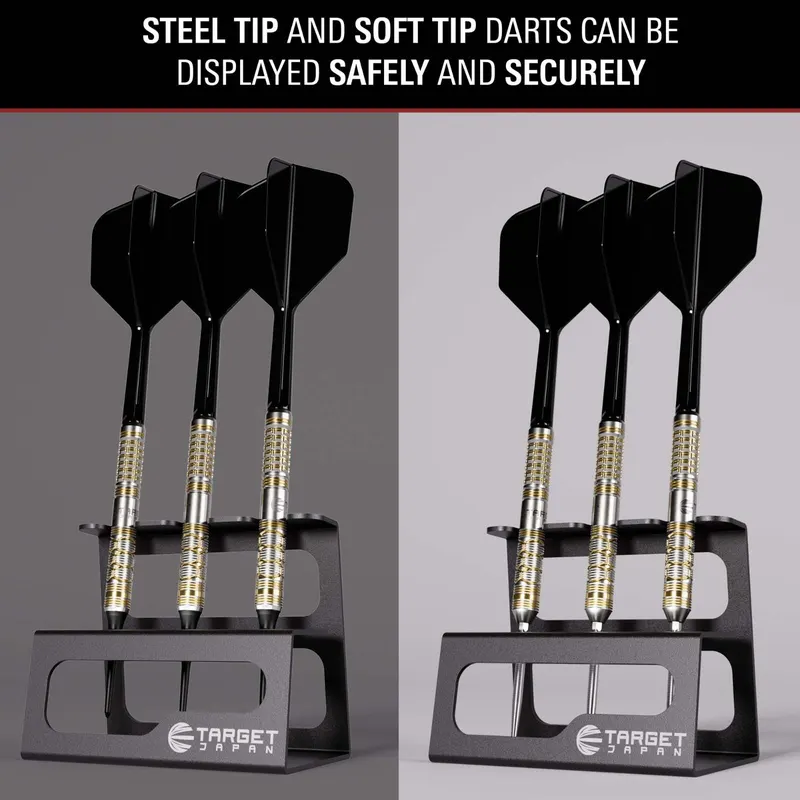 STEEL TIP AND SOFT TIP DARTS CAN BE
DISPLAYED SAFELY AND SECURELY
TARGET
JAPAN
TARGET
JAPAN